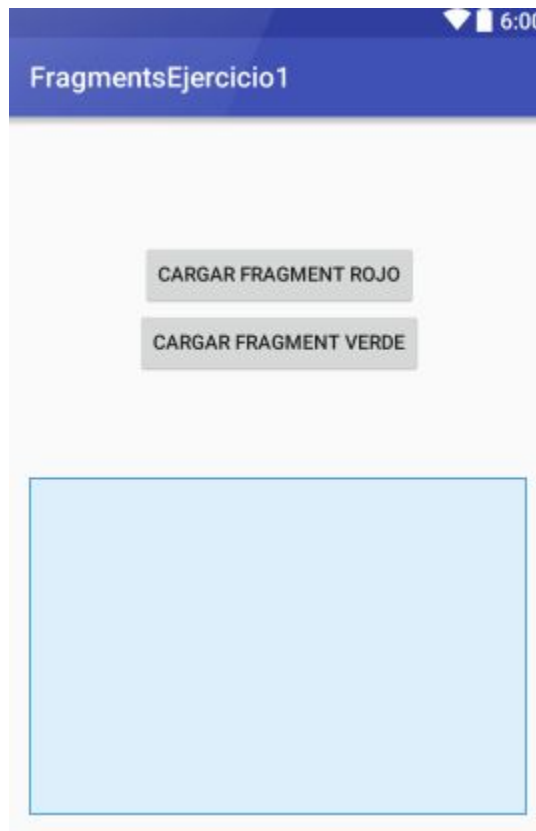 6:00
FragmentsEjercicio1
CARGAR FRAGMENT ROJO
CARGAR FRAGMENT VERDE